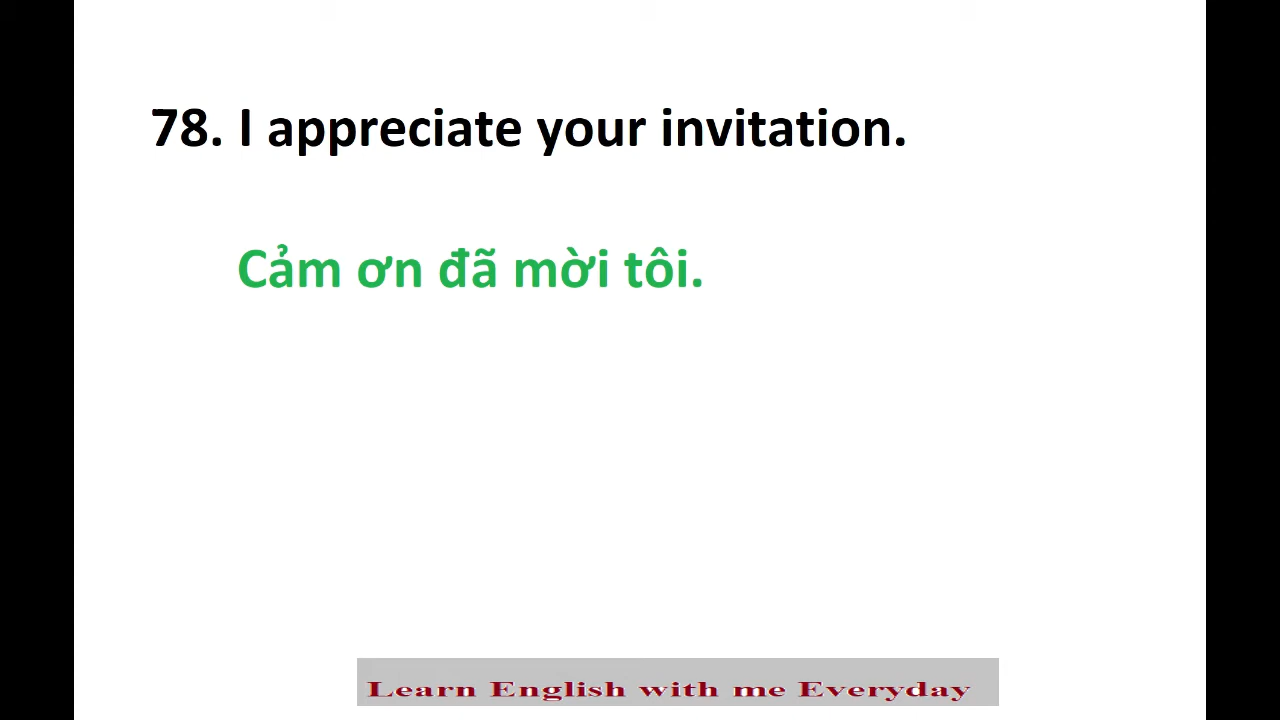 78. I appreciate your invitation.
Cảm ơn đã mời tôi.
Learn English with me Everyday